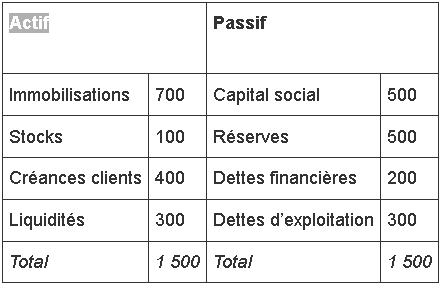 Actif Passif
Immobilisations 700 Capital social 500
Stocks 100 Réserves 500
Créances clients 400 Dettes financières 200
Liquidités 300 Dettes d'exploitation 300
Total 1 500 Total 1 500